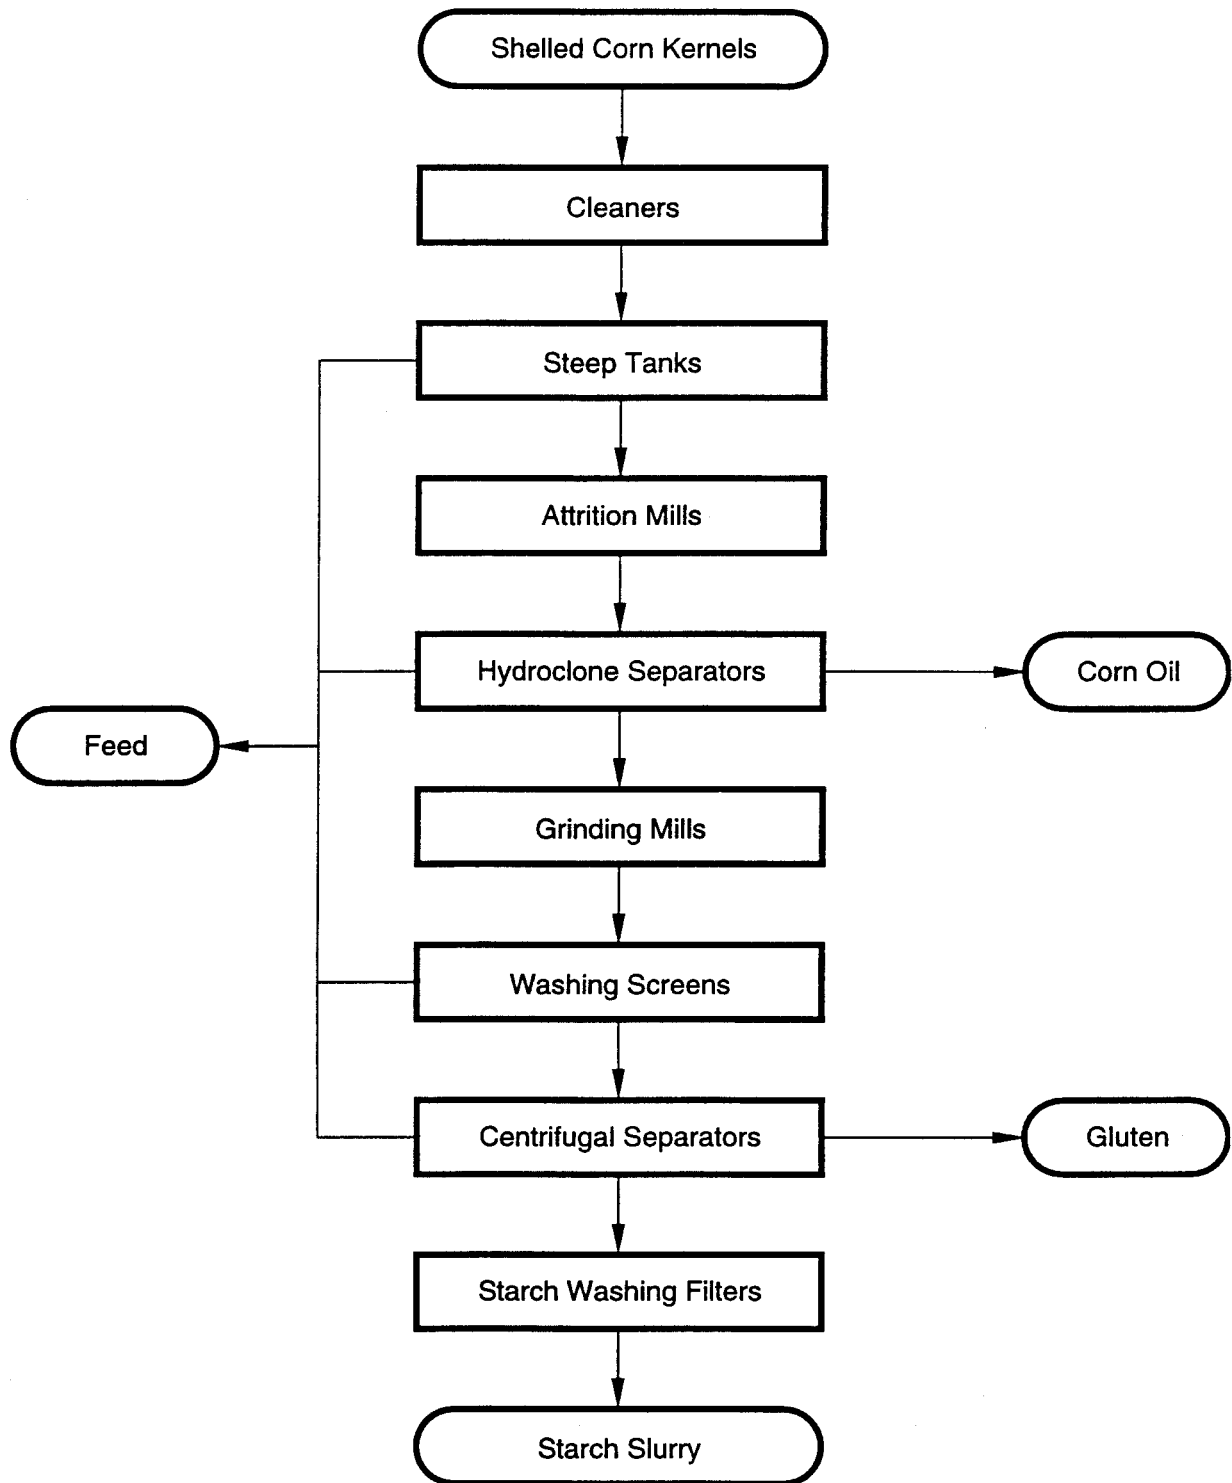 Shelled Corn Kernels
Cleaners
Steep Tanks
Attrition Mills
Hydroclone Separators
Corn Oil
Feed
Grinding Mills
Washing Screens
Centrifugal Separators
Gluten
Starch Washing Filters
Starch Slurry